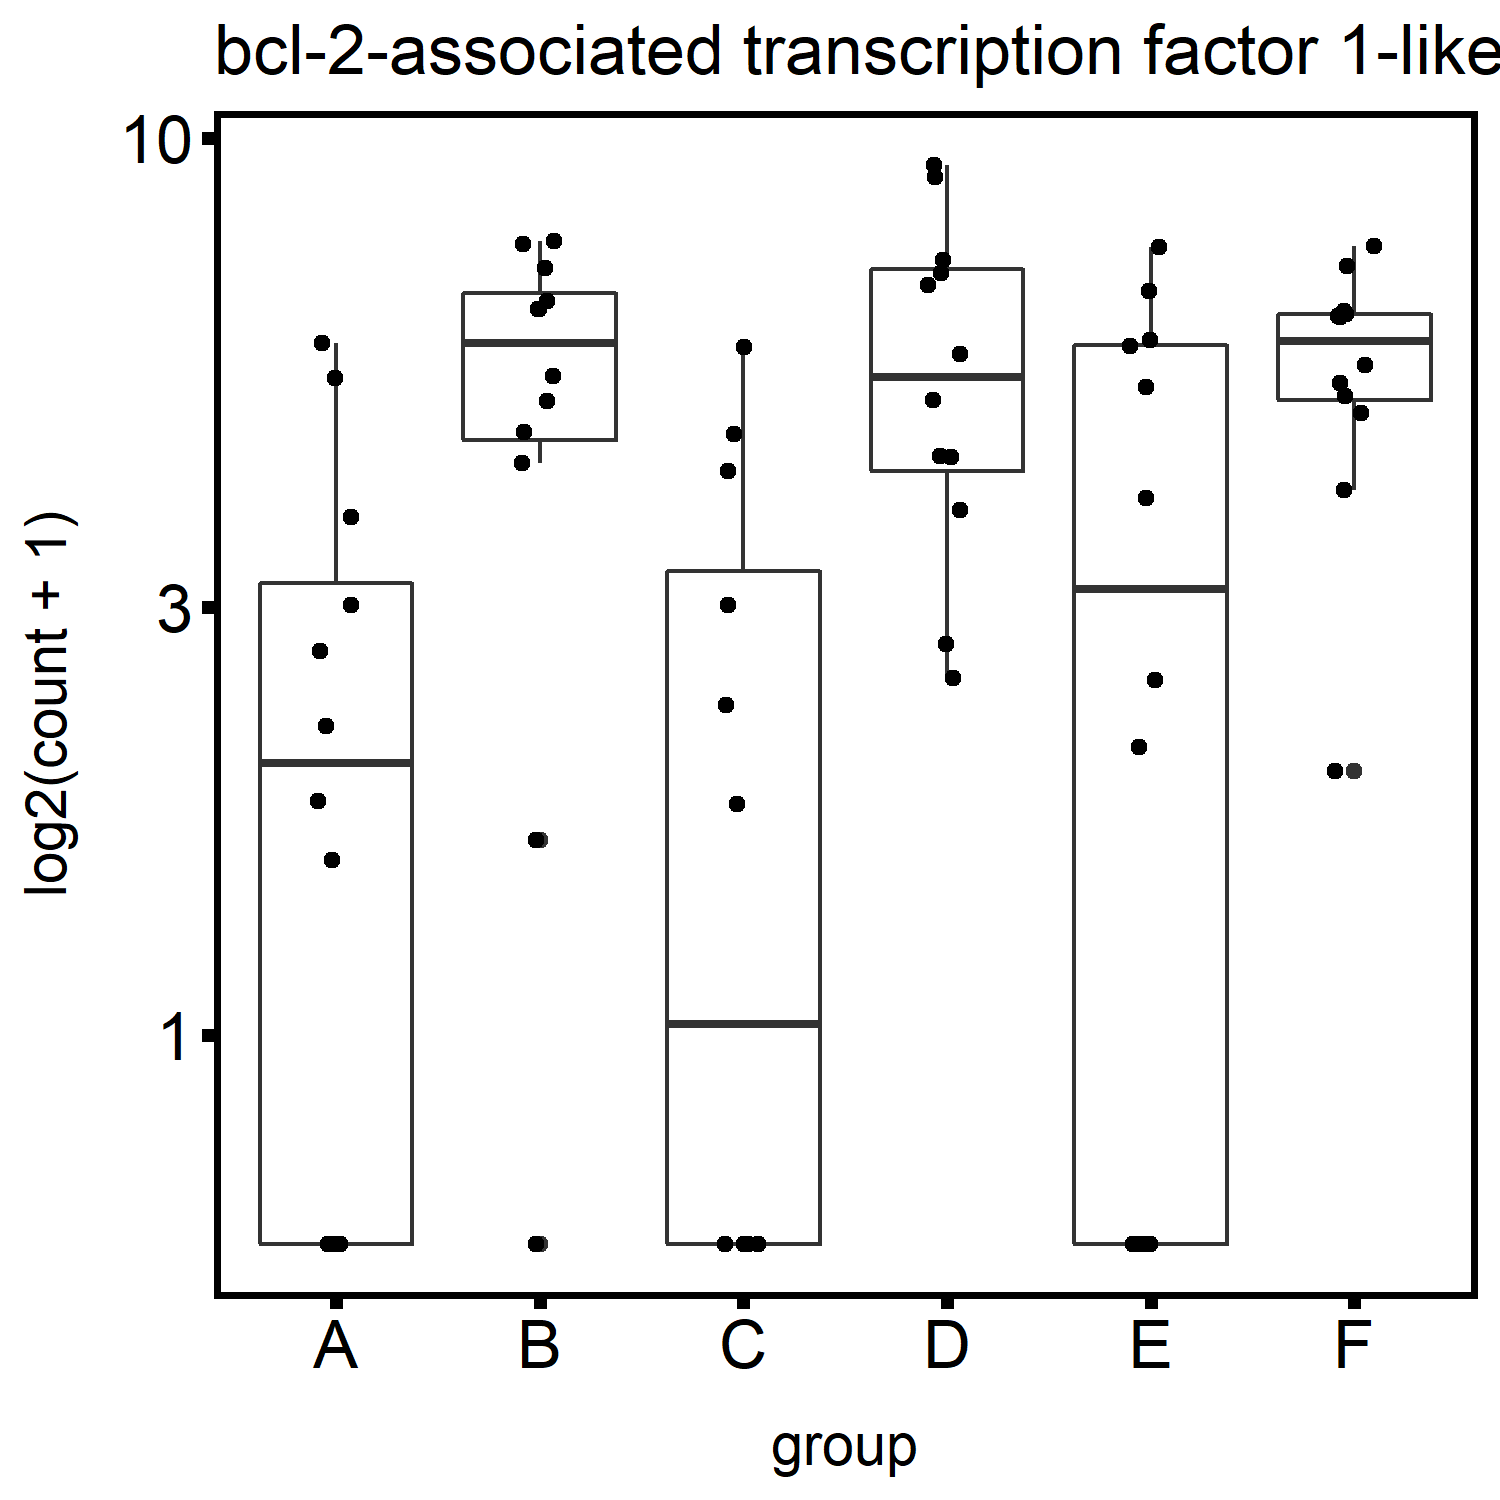 bcl-2-associated transcription factor 1-like
10
3
1
log2(count + 1)
A B C D E F
group